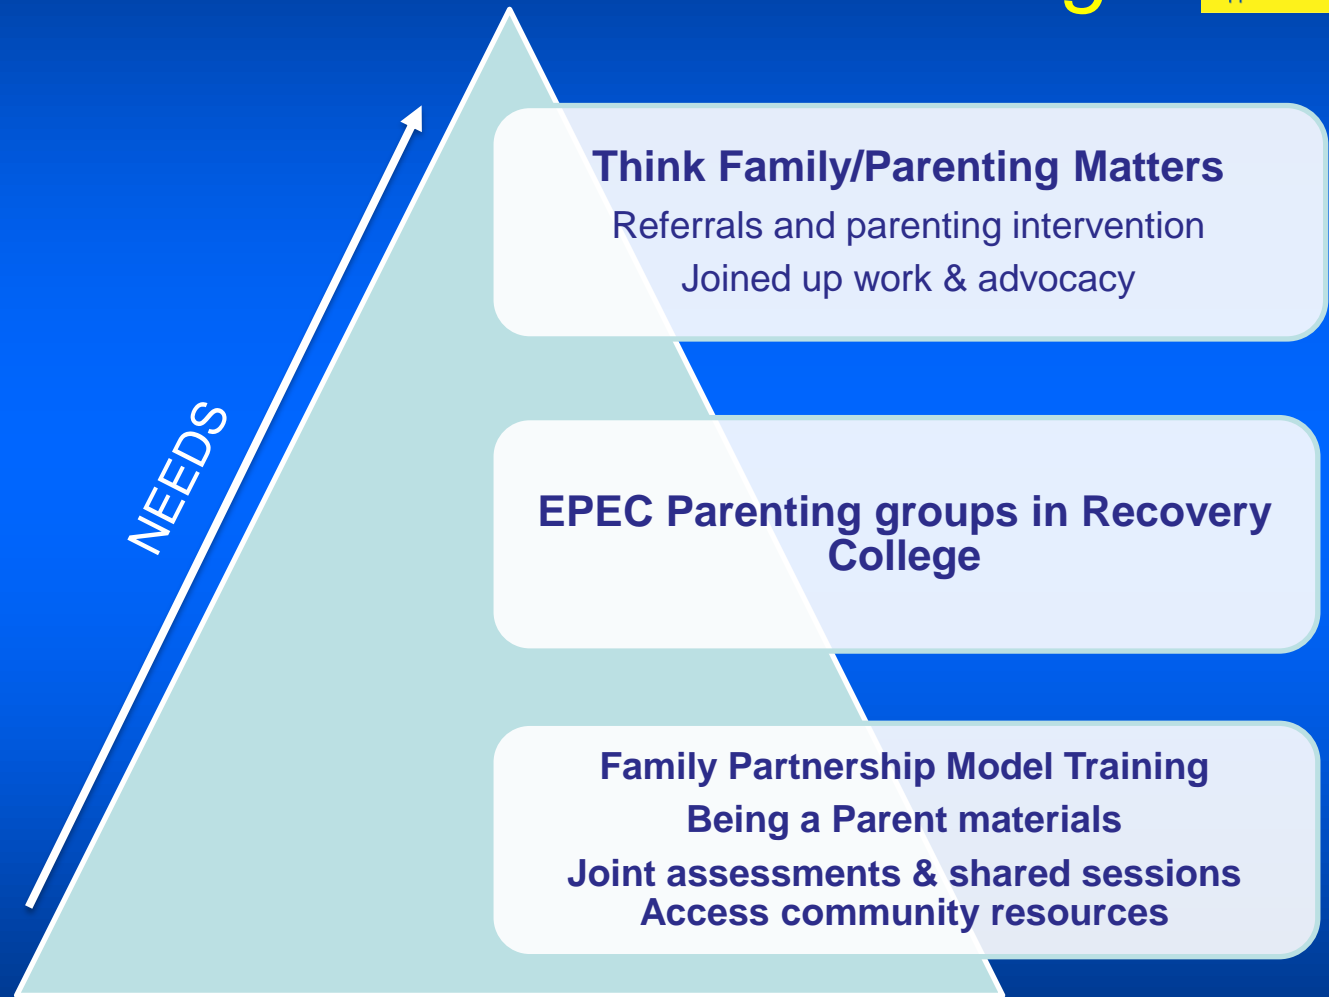 Think Family/Parenting Matters
Referrals and parenting intervention
Joined up work & advocacy
NEEDS
EPEC Parenting groups in Recovery
College
Family Partnership Model Training
Being a Parent materials
Joint assessments & shared sessions
Access community resources